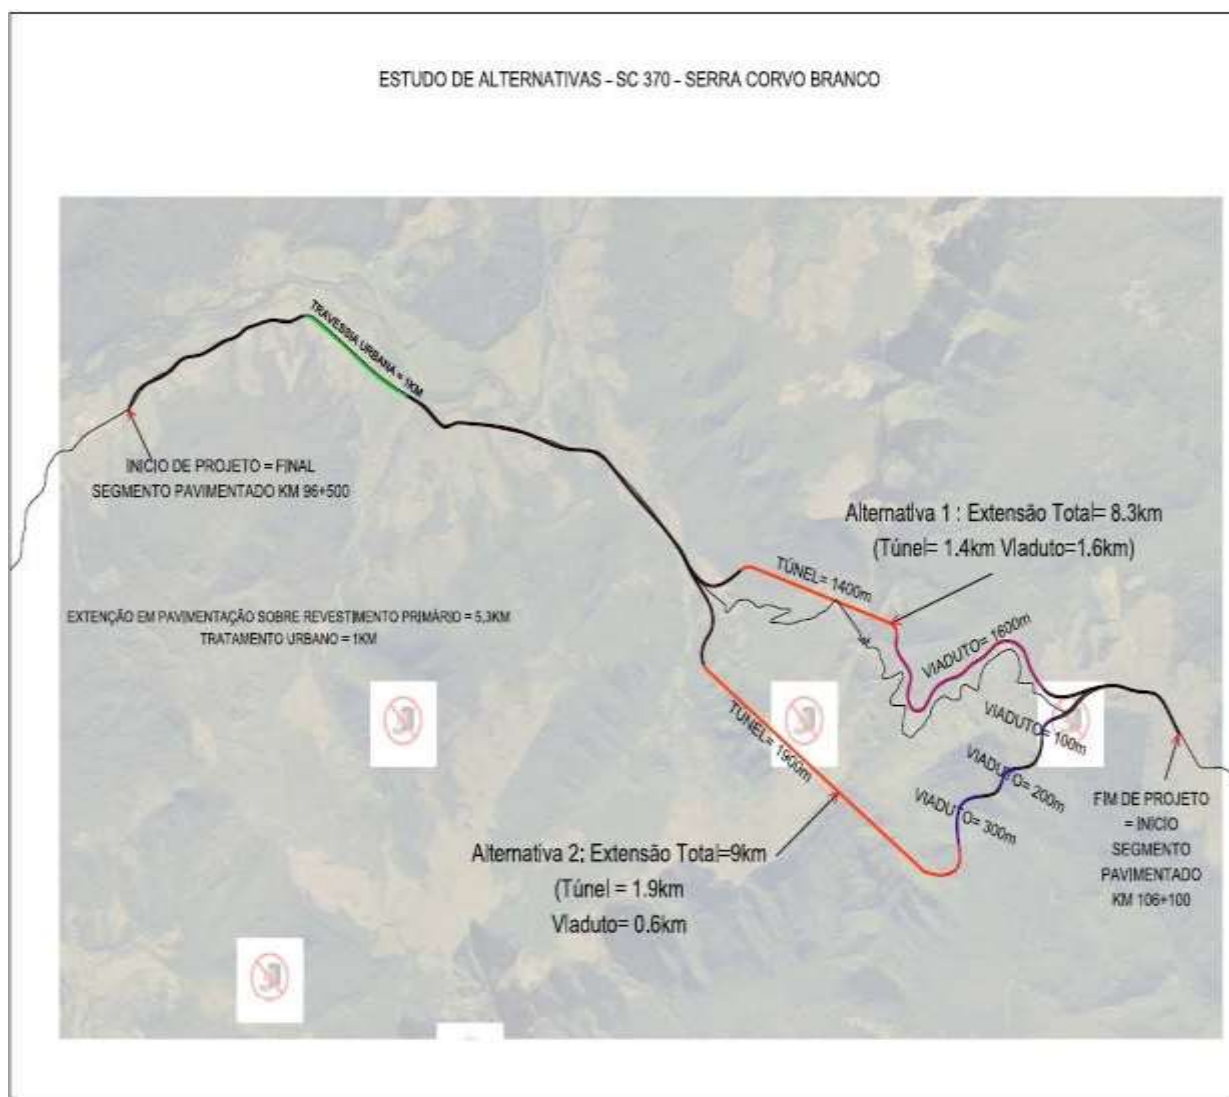 ESTUDO DE ALTERNATIVAS - SC 370 - SERRA CORVO BRANCO
TRAVESSIA URBANA = 1KM
INICIO DE PROJETO = FINAL
SEGMENTO PAVIMENTADO KM 96+500
Alternativa 1 : Extensão Total= 8.3km
(Túnel= 1.4km Viaduto=1.6km)
TÚNEL= 1400m
EXTENÇÃO EM PAVIMENTAÇÃO SOBRE REVESTIMENTO PRIMÁRIO = 5,3KM
TRATAMENTO URBANO = 1KM
VIADUTO= 1600m
TÚNEL= 1900m
VIADUTO= 100m
VIADUTO= 200m
VIADUTO= 300m
FIM DE PROJETO
= INICIO
SEGMENTO
PAVIMENTADO
KM 106+100
Alternativa 2; Extensão Total=9km
(Túnel = 1.9km
Viaduto= 0.6km